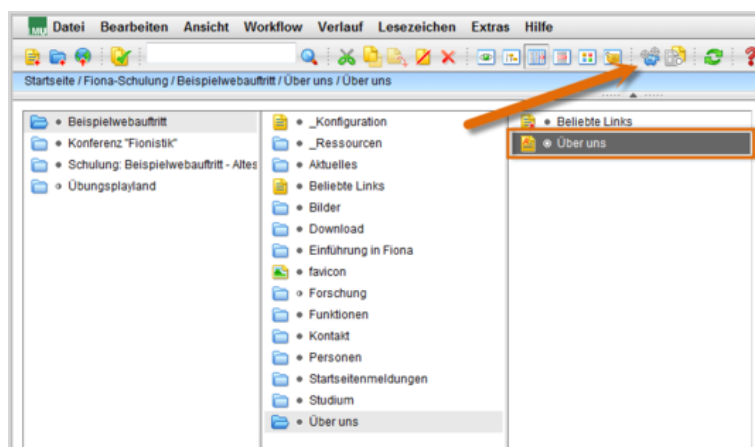 MU Datei Bearbeiten Ansicht Workflow Verlauf Lesezeichen Extras Hilfe
Startseite / Fiona-Schulung / Beispielwebauftritt / Über uns / Über uns
Beispielwebauftritt
Konferenz "Fionistik"
Schulung: Beispielwebauftritt - Altes
Übungsplayland
_Konfiguration
_Ressourcen
Aktuelles
Beliebte Links
Bilder
Download
Einführung in Fiona
favicon
Forschung
Funktionen
Kontakt
Personen
Startseitenmeldungen
Studium
Über uns
Beliebte Links
Über uns